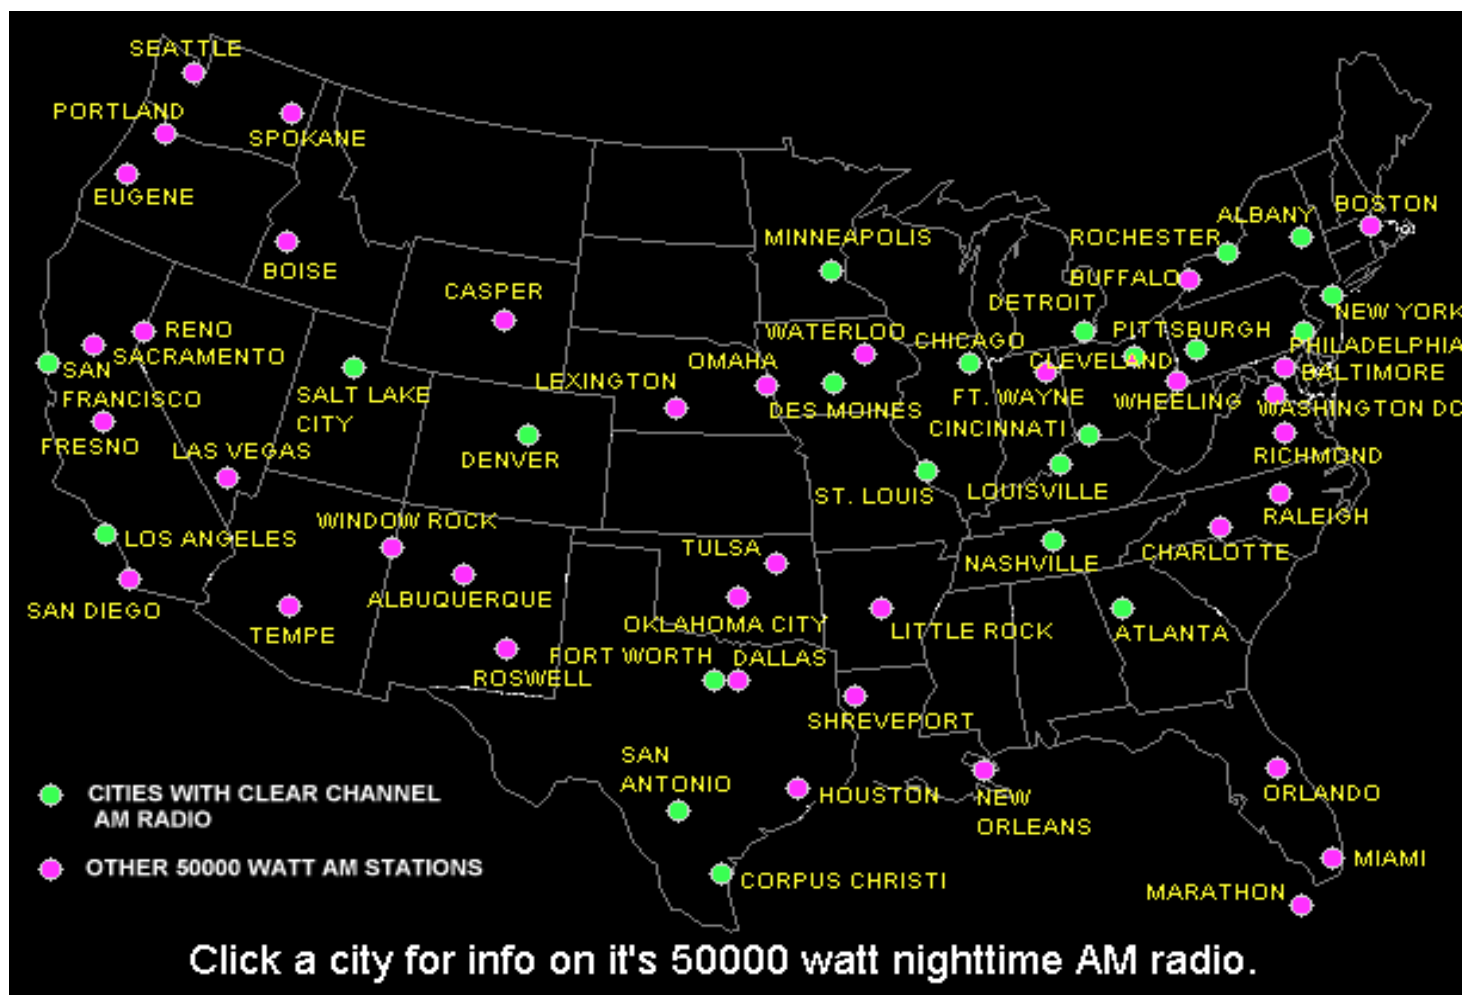 SEATTLE
PORTLAND
SPOKANE
EUGENE
BOISE
CASPER
MINNEAPOLIS
ROCHESTER
ALBANY
BOSTON
BUFFALO
DETROIT
NEW YORK
RENO
SACRAMENTO
SAN
FRANCISCO
FRESNO
LAS VEGAS
SALT LAKE
CITY
DENVER
LEXINGTON
OMAHA
WATERLOO
DES MOINES
CHICAGO
FT. WAYNE
CLEVELAND
PITTSBURGH
WHEELING
PHILADELPHIA
BALTIMORE
WASHINGTON DC
RICHMOND
CINCINNATI
LOUISVILLE
ST. LOUIS
LOS ANGELES
SAN DIEGO
WINDOW ROCK
ALBUQUERQUE
TEMPE
ROSWELL
TULSA
OKLAHOMA CITY
FORT WORTH
DALLAS
NASHVILLE
CHARLOTTE
RALEIGH
LITTLE ROCK
ATLANTA
SHREVEPORT
SAN
ANTONIO
HOUSTON
NEW
ORLEANS
ORLANDO
MIAMI
MARATHON
CORPUS CHRISTI
CITIES WITH CLEAR CHANNEL
AM RADIO
OTHER 50000 WATT AM STATIONS
Click a city for info on it's 50000 watt nighttime AM radio.